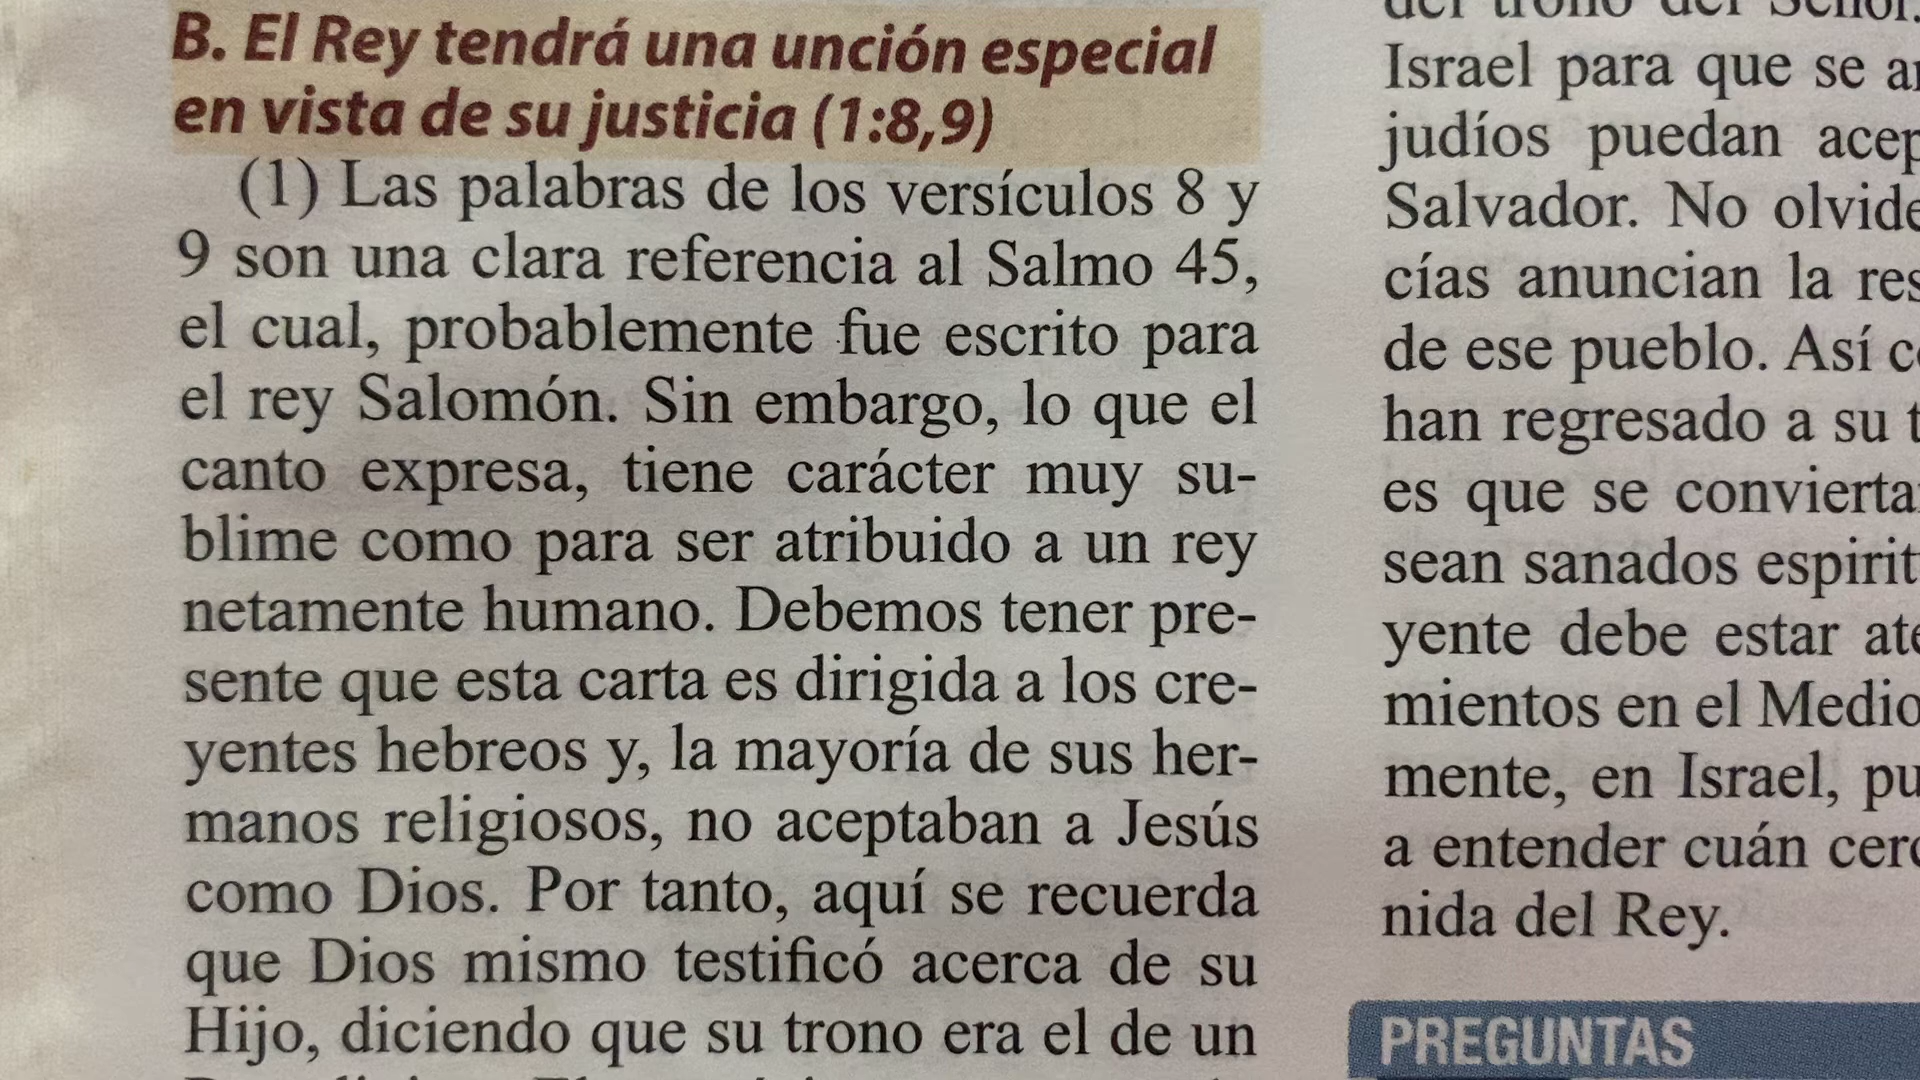 B. El Rey tendrá una unción especial
en vista de su justicia (1:8,9)
(1) Las palabras de los versículos 8 y
9 son una clara referencia al Salmo 45,
el cual, probablemente fue escrito para
el rey Salomón. Sin embargo, lo que el
canto expresa, tiene carácter muy su-
blime como para ser atribuido a un rey
netamente humano. Debemos tener pre-
sente que esta carta es dirigida a los cre-
yentes hebreos y, la mayoría de sus her-
manos religiosos, no aceptaban a Jesús
como Dios. Por tanto, aquí se recuerda
que Dios mismo testificó acerca de su
Hijo, diciendo que su trono era el de un
del trono del Señor.
Israel para que se
judíos puedan
Salvador. No
cías anuncian la
de ese pueblo. Así
han regresado a su
es que se
sean sanados
yente debe estar
mientos en el
mente, en Israel,
a entender cuán
nida del Rey.
PREGUNTAS